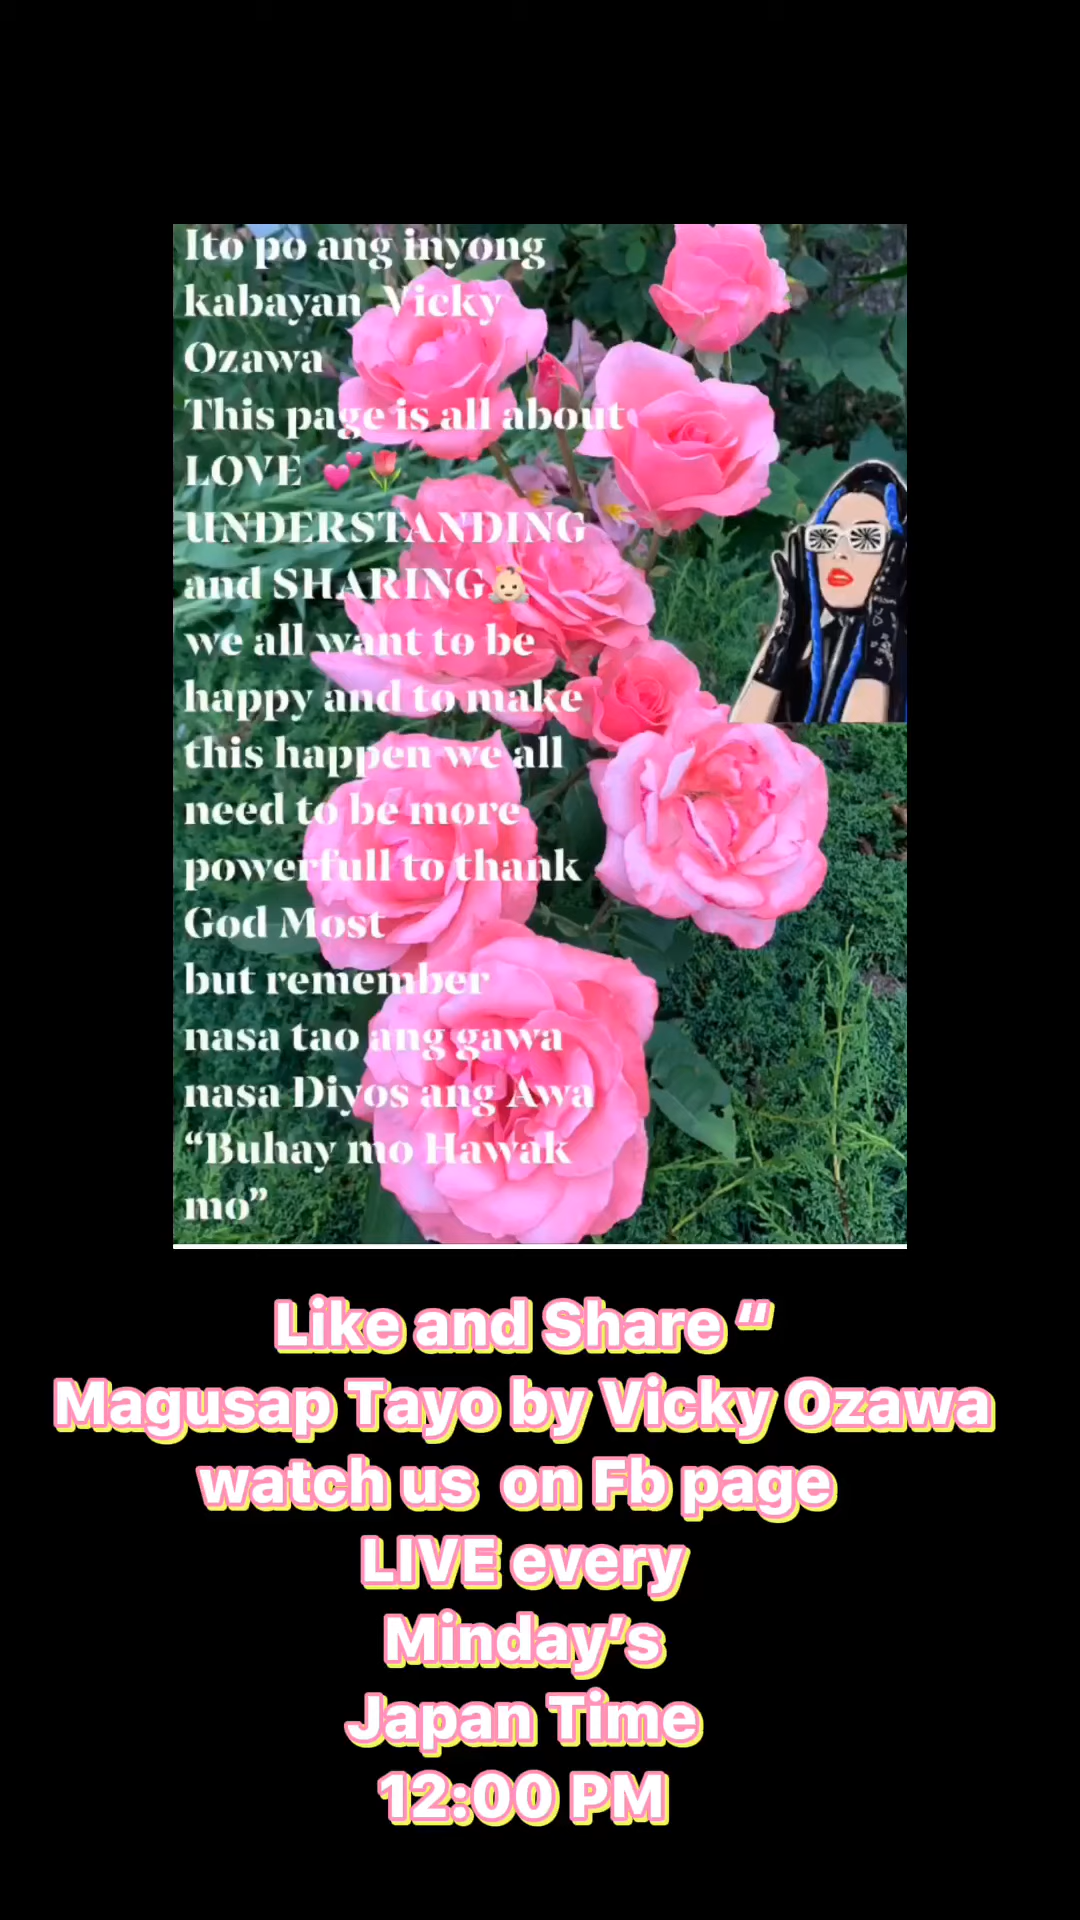 Ito po ang inyong
kabayan Vicky
Ozawa
This page is all about
LOVE 💕🌷
UNDERSTANDING
and SHARING👶🏻
we all want to be
happy and to make
this happen we all
need to be more
powerfull to thank
God Most
but remember
nasa tao ang gawa
nasa Diyos ang Awa
“Buhay mo Hawak
mo”
Like and Share “
Magusap Tayo by Vicky Ozawa
watch us on Fb page
LIVE every
Minday’s
Japan Time
12:00 PM